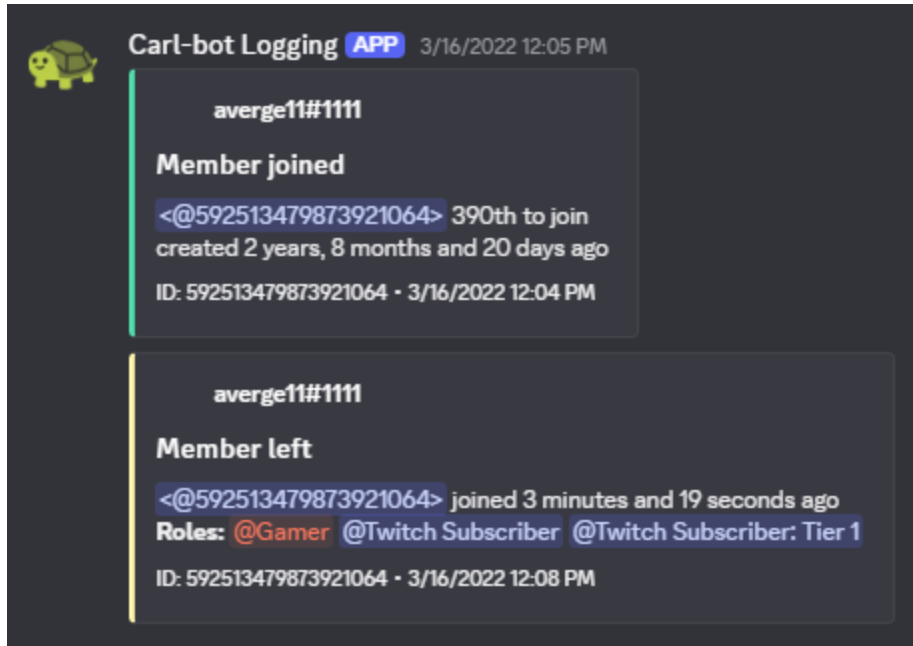 Carl-bot Logging APP 3/16/2022 12:05 PM
averge11#1111
Member joined
<@592513479873921064> 390th to join
created 2 years, 8 months and 20 days ago
ID: 592513479873921064 • 3/16/2022 12:04 PM
averge11#1111
Member left
<@592513479873921064> joined 3 minutes and 19 seconds ago
Roles: @Gamer @Twitch Subscriber @Twitch Subscriber: Tier 1
ID: 592513479873921064 • 3/16/2022 12:08 PM